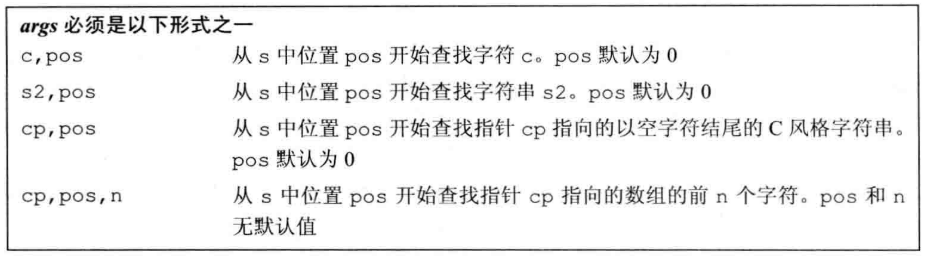 args 必须是以下形式之一
c,pos 从 s 中位置 pos 开始查找字符 c。pos 默认为 0
s2,pos 从 s 中位置 pos 开始查找字符串 s2。pos 默认为 0
cp,pos 从 s 中位置 pos 开始查找指针 cp 指向的以空字符结尾的 C 风格字符串。
pos 默认为 0
cp,pos,n 从 s 中位置 pos 开始查找指针 cp 指向的数组的前 n 个字符。pos 和 n
无默认值